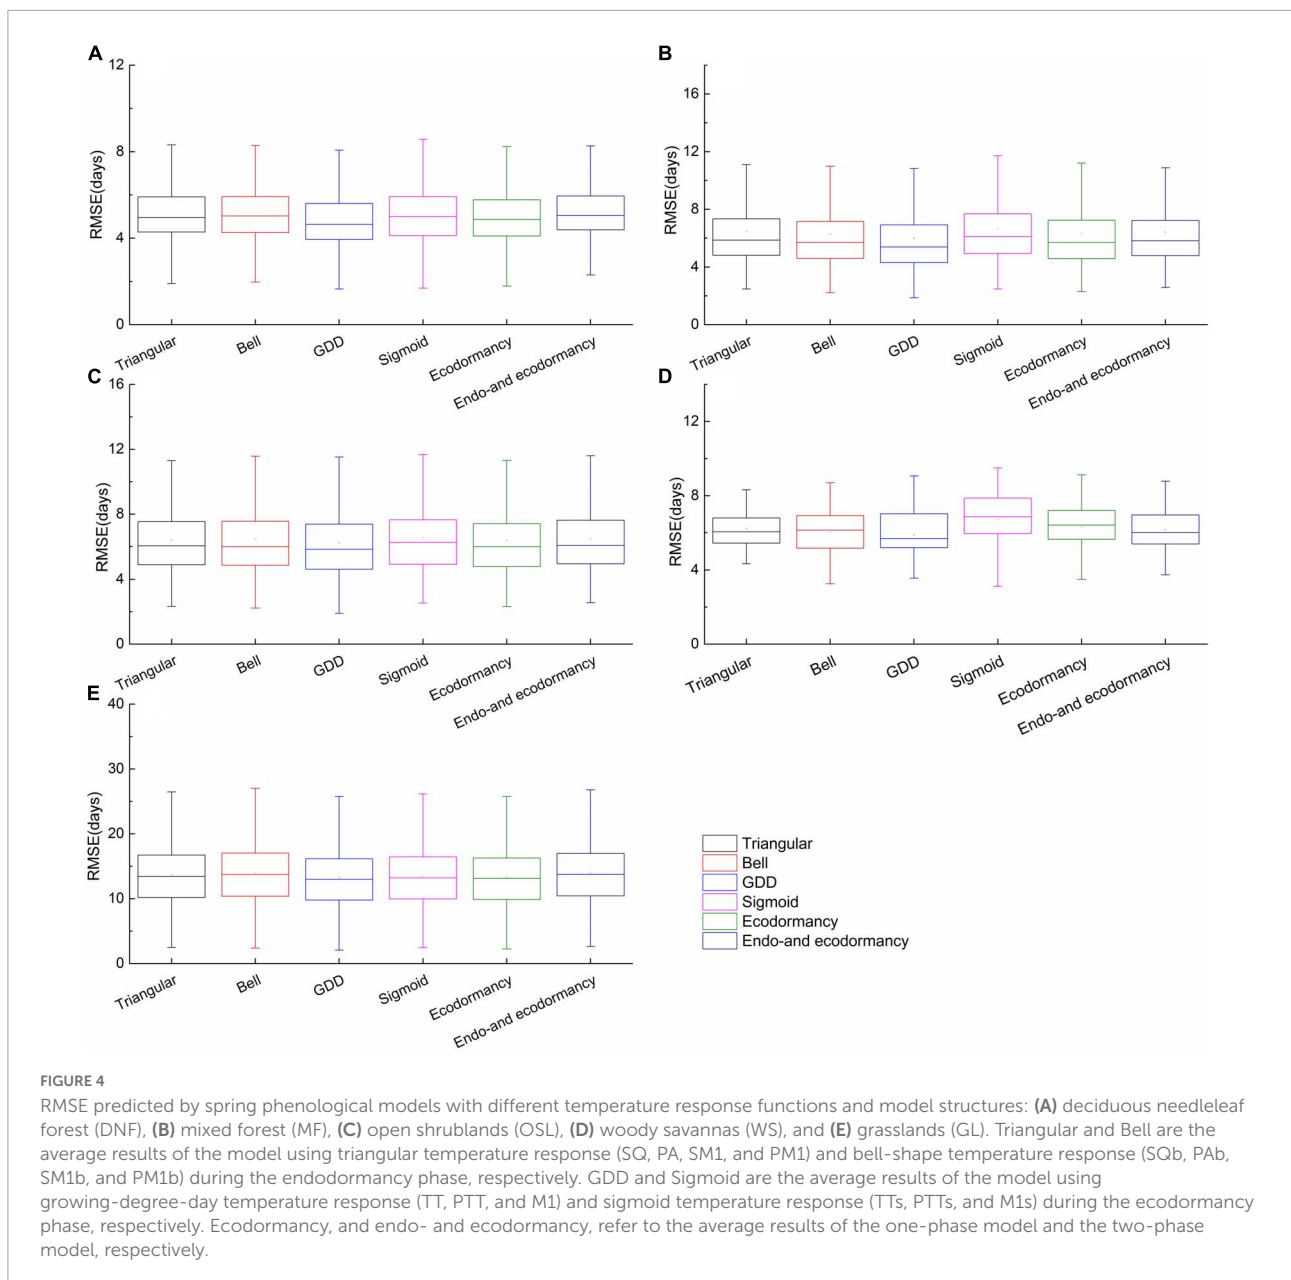 A
12
8
4
0
RMSE(days)
Triangular
Bell
GDD
Sigmoid
Ecodormancy
Endo-and ecodormancy
B
16
12
8
4
0
RMSE(days)
Triangular
Bell
GDD
Sigmoid
Ecodormancy
Endo-and ecodormancy
C
16
12
8
4
0
RMSE(days)
Triangular
Bell
GDD
Sigmoid
Ecodormancy
Endo-and ecodormancy
D
12
8
4
0
RMSE(days)
Triangular
Bell
GDD
Sigmoid
Ecodormancy
Endo-and ecodormancy
E
40
30
20
10
0
RMSE(days)
Triangular
Bell
GDD
Sigmoid
Ecodormancy
Endo-and ecodormancy
Triangular
Bell
GDD
Sigmoid
Ecodormancy
Endo-and ecodormancy
FIGURE 4
RMSE predicted by spring phenological models with different temperature response functions and model structures: (A) deciduous needleleaf
forest (DNF), (B) mixed forest (MF), (C) open shrublands (OSL), (D) woody savannas (WS), and (E) grasslands (GL). Triangular and Bell are the
average results of the model using triangular temperature response (SQ, PA, SM1, and PM1) and bell-shape temperature response (SQb, PAb,
SM1b, and PM1b) during the endodormancy phase, respectively. GDD and Sigmoid are the average results of the model using
growing-degree-day temperature response (TT, PTT, and M1) and sigmoid temperature response (TTs, PTTs, and M1s) during the ecodormancy
phase, respectively. Ecodormancy, and endo- and ecodormancy, refer to the average results of the one-phase model and the two-phase
model, respectively.